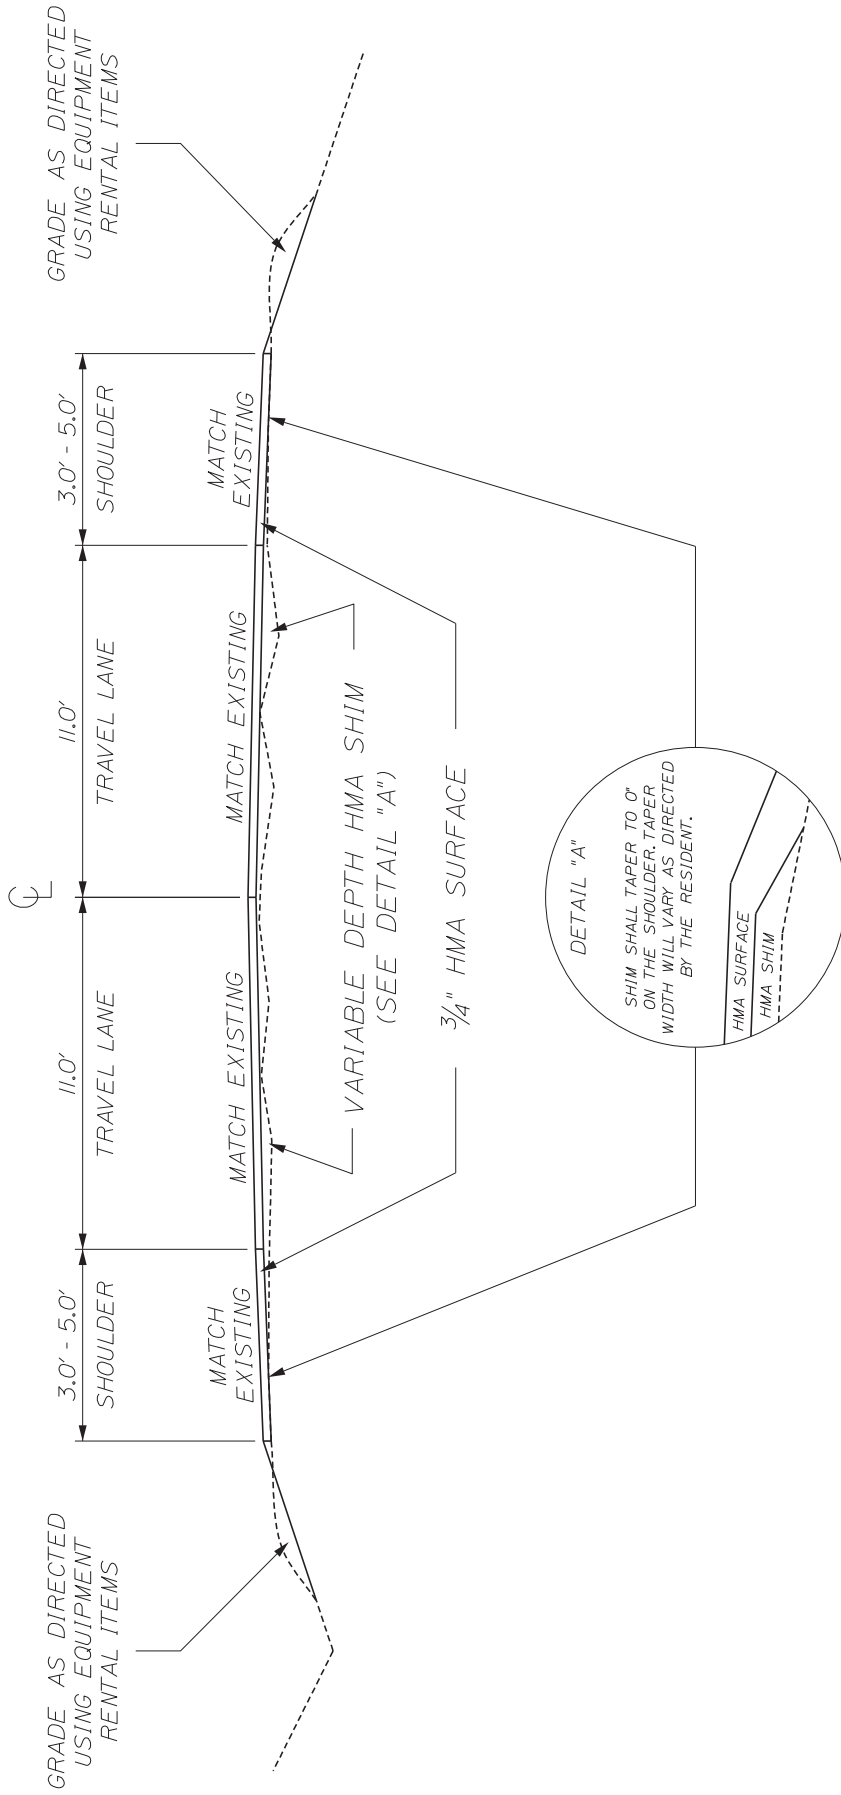 GRADE AS DIRECTED
USING EQUIPMENT
RENTAL ITEMS
3.0' - 5.0'
SHOULDER
11.0'
TRAVEL LANE
CL
11.0'
TRAVEL LANE
3.0' - 5.0'
SHOULDER
GRADE AS DIRECTED
USING EQUIPMENT
RENTAL ITEMS
MATCH
EXISTING
MATCH EXISTING
MATCH EXISTING
MATCH
EXISTING
VARIABLE DEPTH HMA SHIM
(SEE DETAIL "A")
3/4" HMA SURFACE
DETAIL "A"
SHIM SHALL TAPER TO 0"
ON THE SHOULDER. TAPER
WIDTH WILL VARY AS DIRECTED
BY THE RESIDENT.
HMA SURFACE
HMA SHIM